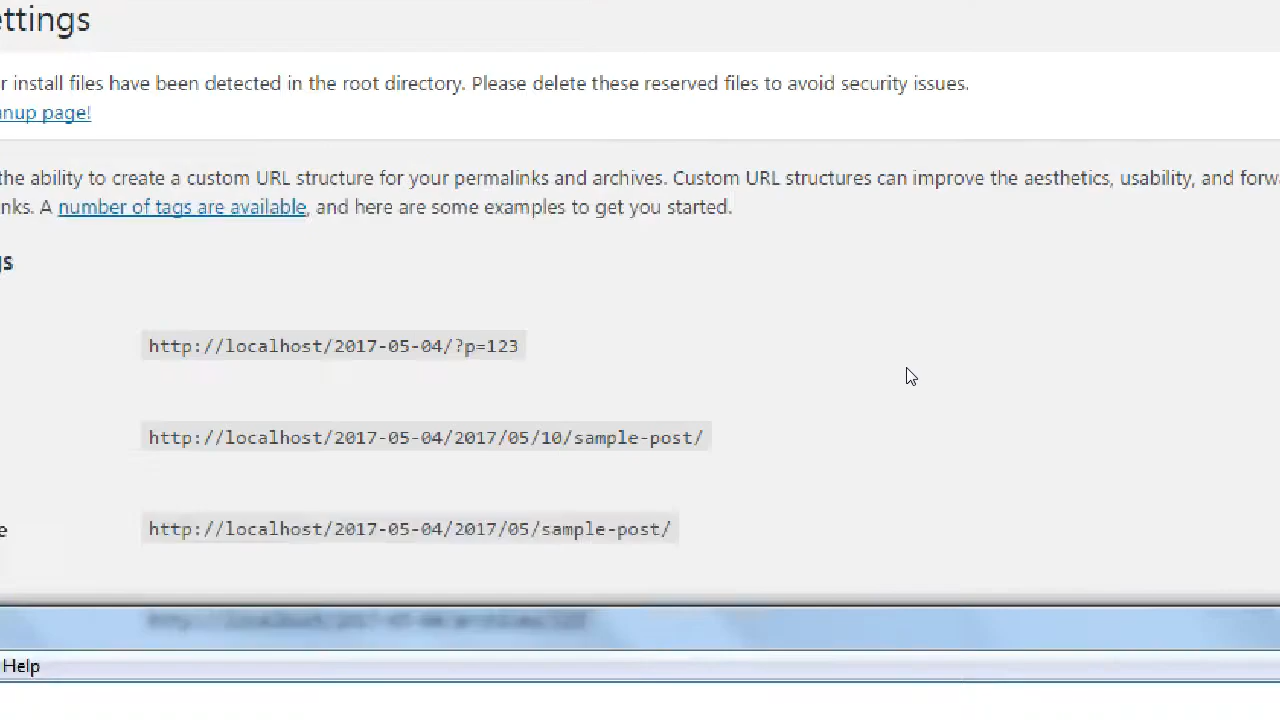 ettings
r install files have been detected in the root directory. Please delete these reserved files to avoid security issues.
anup page!
the ability to create a custom URL structure for your permalinks and archives. Custom URL structures can improve the aesthetics, usability, and forwa
nks. A number of tags are available, and here are some examples to get you started.
gs
http://localhost/2017-05-04/?p=123
http://localhost/2017-05-04/2017/05/10/sample-post/
e
http://localhost/2017-05-04/2017/05/sample-post/
Help